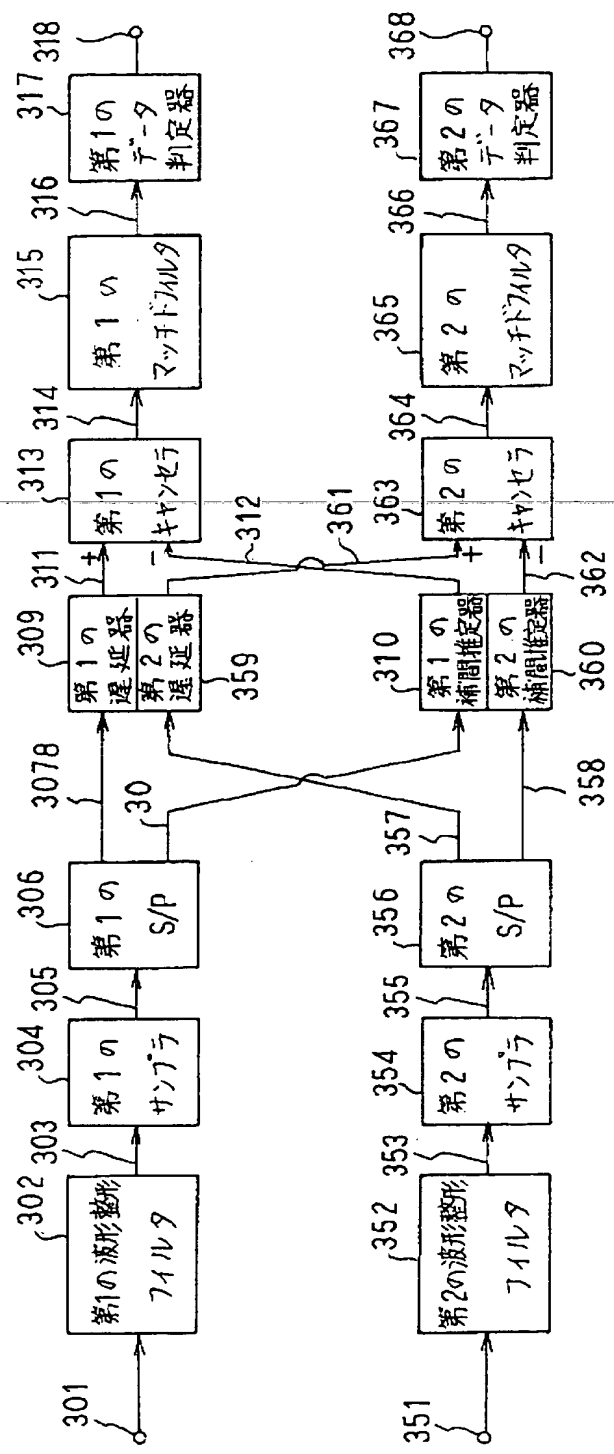 301
302
第1の波形整形
フィルタ
303
304
第1の
サンプラ
305
306
第1の
S/P
3078
30
309
第1の
遅延器
第2の
遅延器
359
311
+
-
312
313
第1の
キャンセラ
314
315
第1の
マッチドフィルタ
316
317
第1の
データ
判定器
318
351
352
第2の波形整形
フィルタ
353
354
第2の
サンプラ
355
356
第2の
S/P
357
358
310
第1の
補間推定器
第2の
補間推定器
360
361
+
-
362
363
第2の
キャンセラ
364
365
第2の
マッチドフィルタ
366
367
第2の
データ
判定器
368